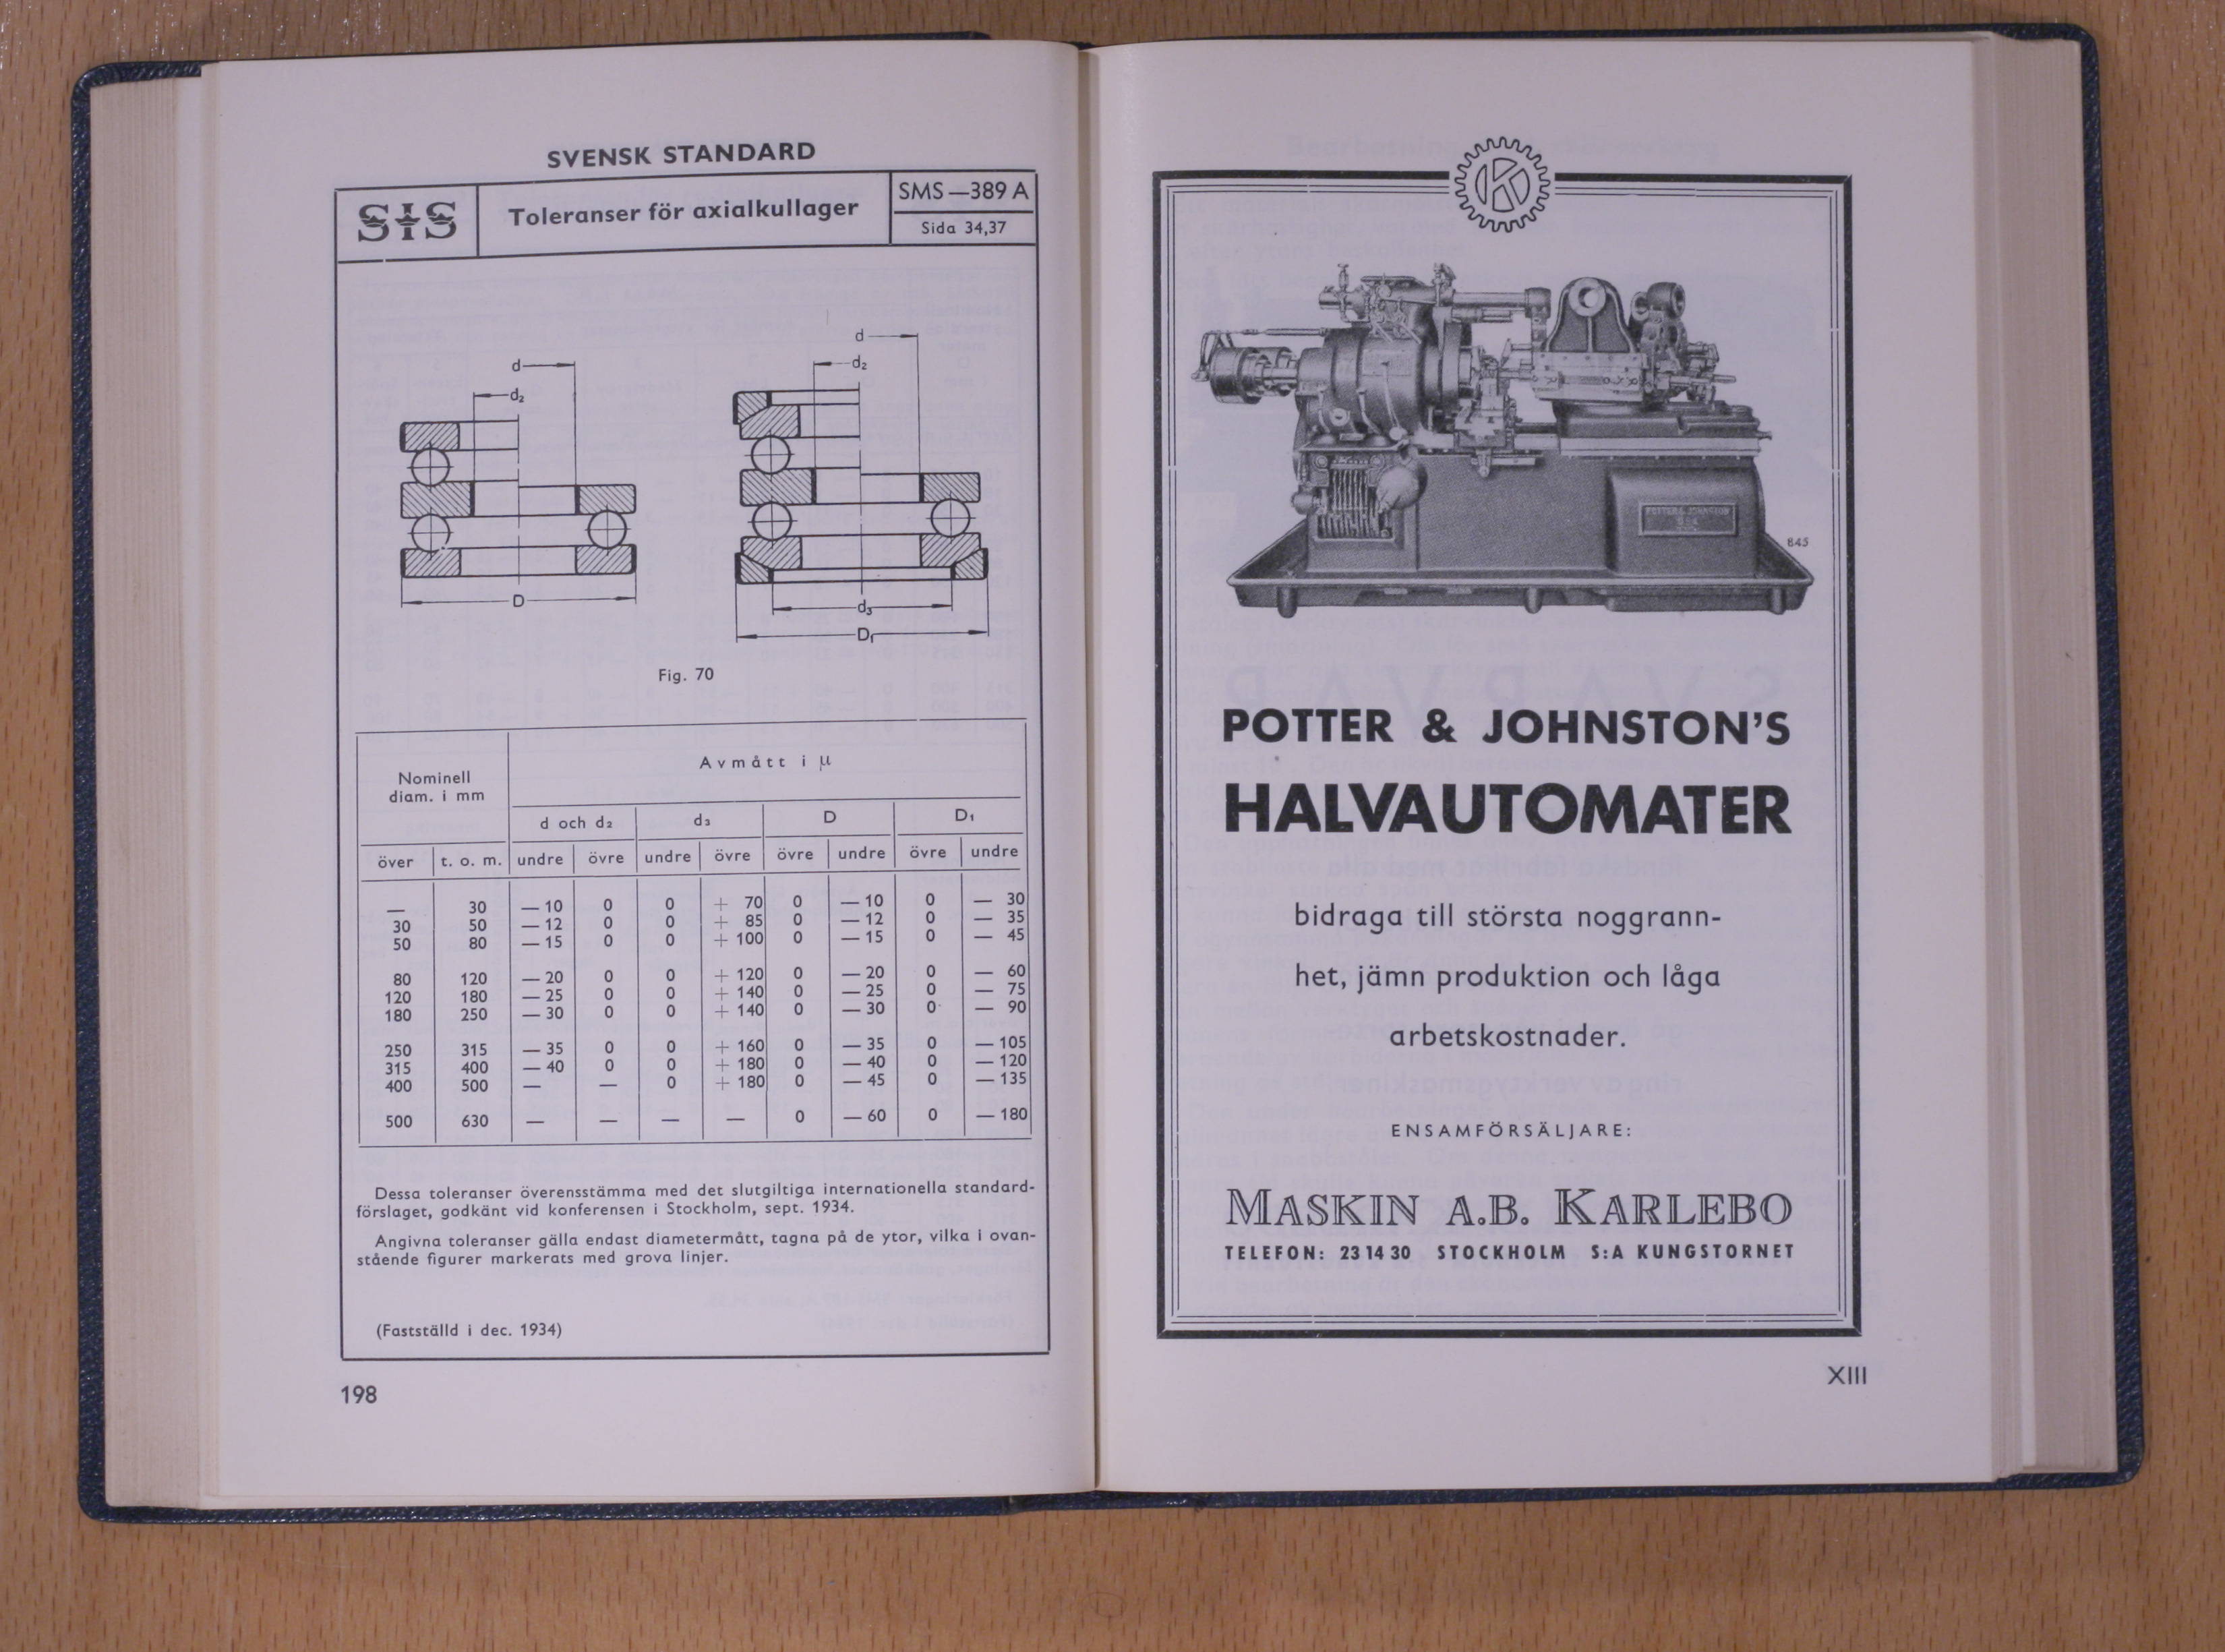 SVENSK STANDARD
SIS
Toleranser för axialkullager
SMS—389 A
Sida 34,37
d
d₂
D
d
d₂
d₃
D₁
Fig. 70
Nominell
diam. i mm
Avmått i μ
d och d₂ d₃ D D₁
över t. o. m. undre övre undre övre övre undre övre undre
— 30 — 10 0 0 + 70 0 — 10 0 — 30
30 50 — 12 0 0 + 85 0 — 12 0 — 35
50 80 — 15 0 0 + 100 0 — 15 0 — 45
80 120 — 20 0 0 + 120 0 — 20 0 — 60
120 180 — 25 0 0 + 140 0 — 25 0 — 75
180 250 — 30 0 0 + 140 0 — 30 0 — 90
250 315 — 35 0 0 + 160 0 — 35 0 — 105
315 400 — 40 0 0 + 180 0 — 40 0 — 120
400 500 — — 0 + 180 0 — 45 0 — 135
500 630 — — — — 0 — 60 0 — 180
Dessa toleranser överensstämma med det slutgiltiga internationella standard-
förslaget, godkänt vid konferensen i Stockholm, sept. 1934.
Angivna toleranser gälla endast diametermått, tagna på de ytor, vilka i ovan-
stående figurer markerats med grova linjer.
(Fastställd i dec. 1934)
198
K
POTTER & JOHNSTON
845
POTTER & JOHNSTON'S
HALVAUTOMATER
bidraga till största noggrann-
het, jämn produktion och låga
arbetskostnader.
ENSAMFÖRSÄLJARE:
MASKIN A.B. KARLEBO
TELEFON: 23 14 30 STOCKHOLM S:A KUNGSTORNET
XIII